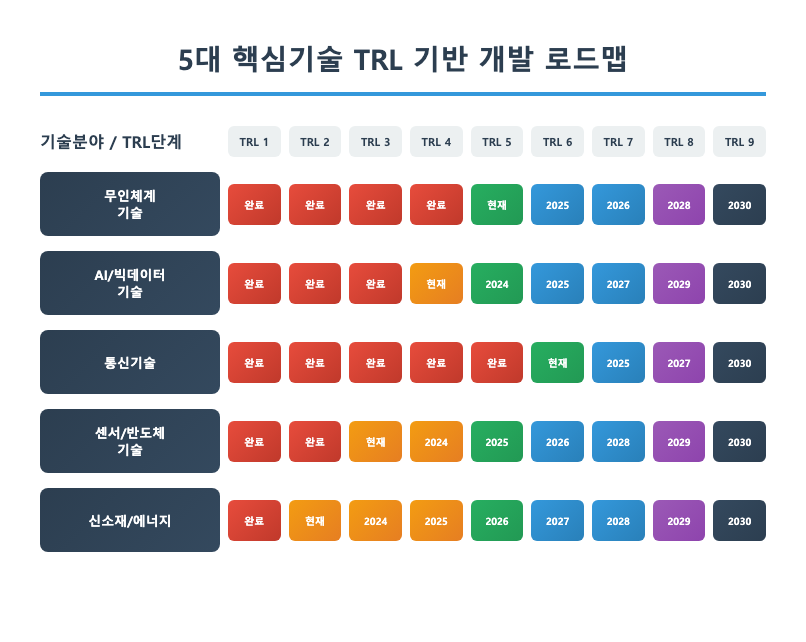 5대 핵심기술 TRL 기반 개발 로드맵
기술분야 / TRL단계 TRL 1 TRL 2 TRL 3 TRL 4 TRL 5 TRL 6 TRL 7 TRL 8 TRL 9
무인체계
기술
완료 완료 완료 완료 현재 2025 2026 2028 2030
AI/빅데이터
기술
완료 완료 완료 현재 2024 2025 2027 2029 2030
통신기술 완료 완료 완료 완료 완료 현재 2025 2027 2030
센서/반도체
기술
완료 완료 현재 2024 2025 2026 2028 2029 2030
신소재/에너지 완료 현재 2024 2025 2026 2027 2028 2029 2030